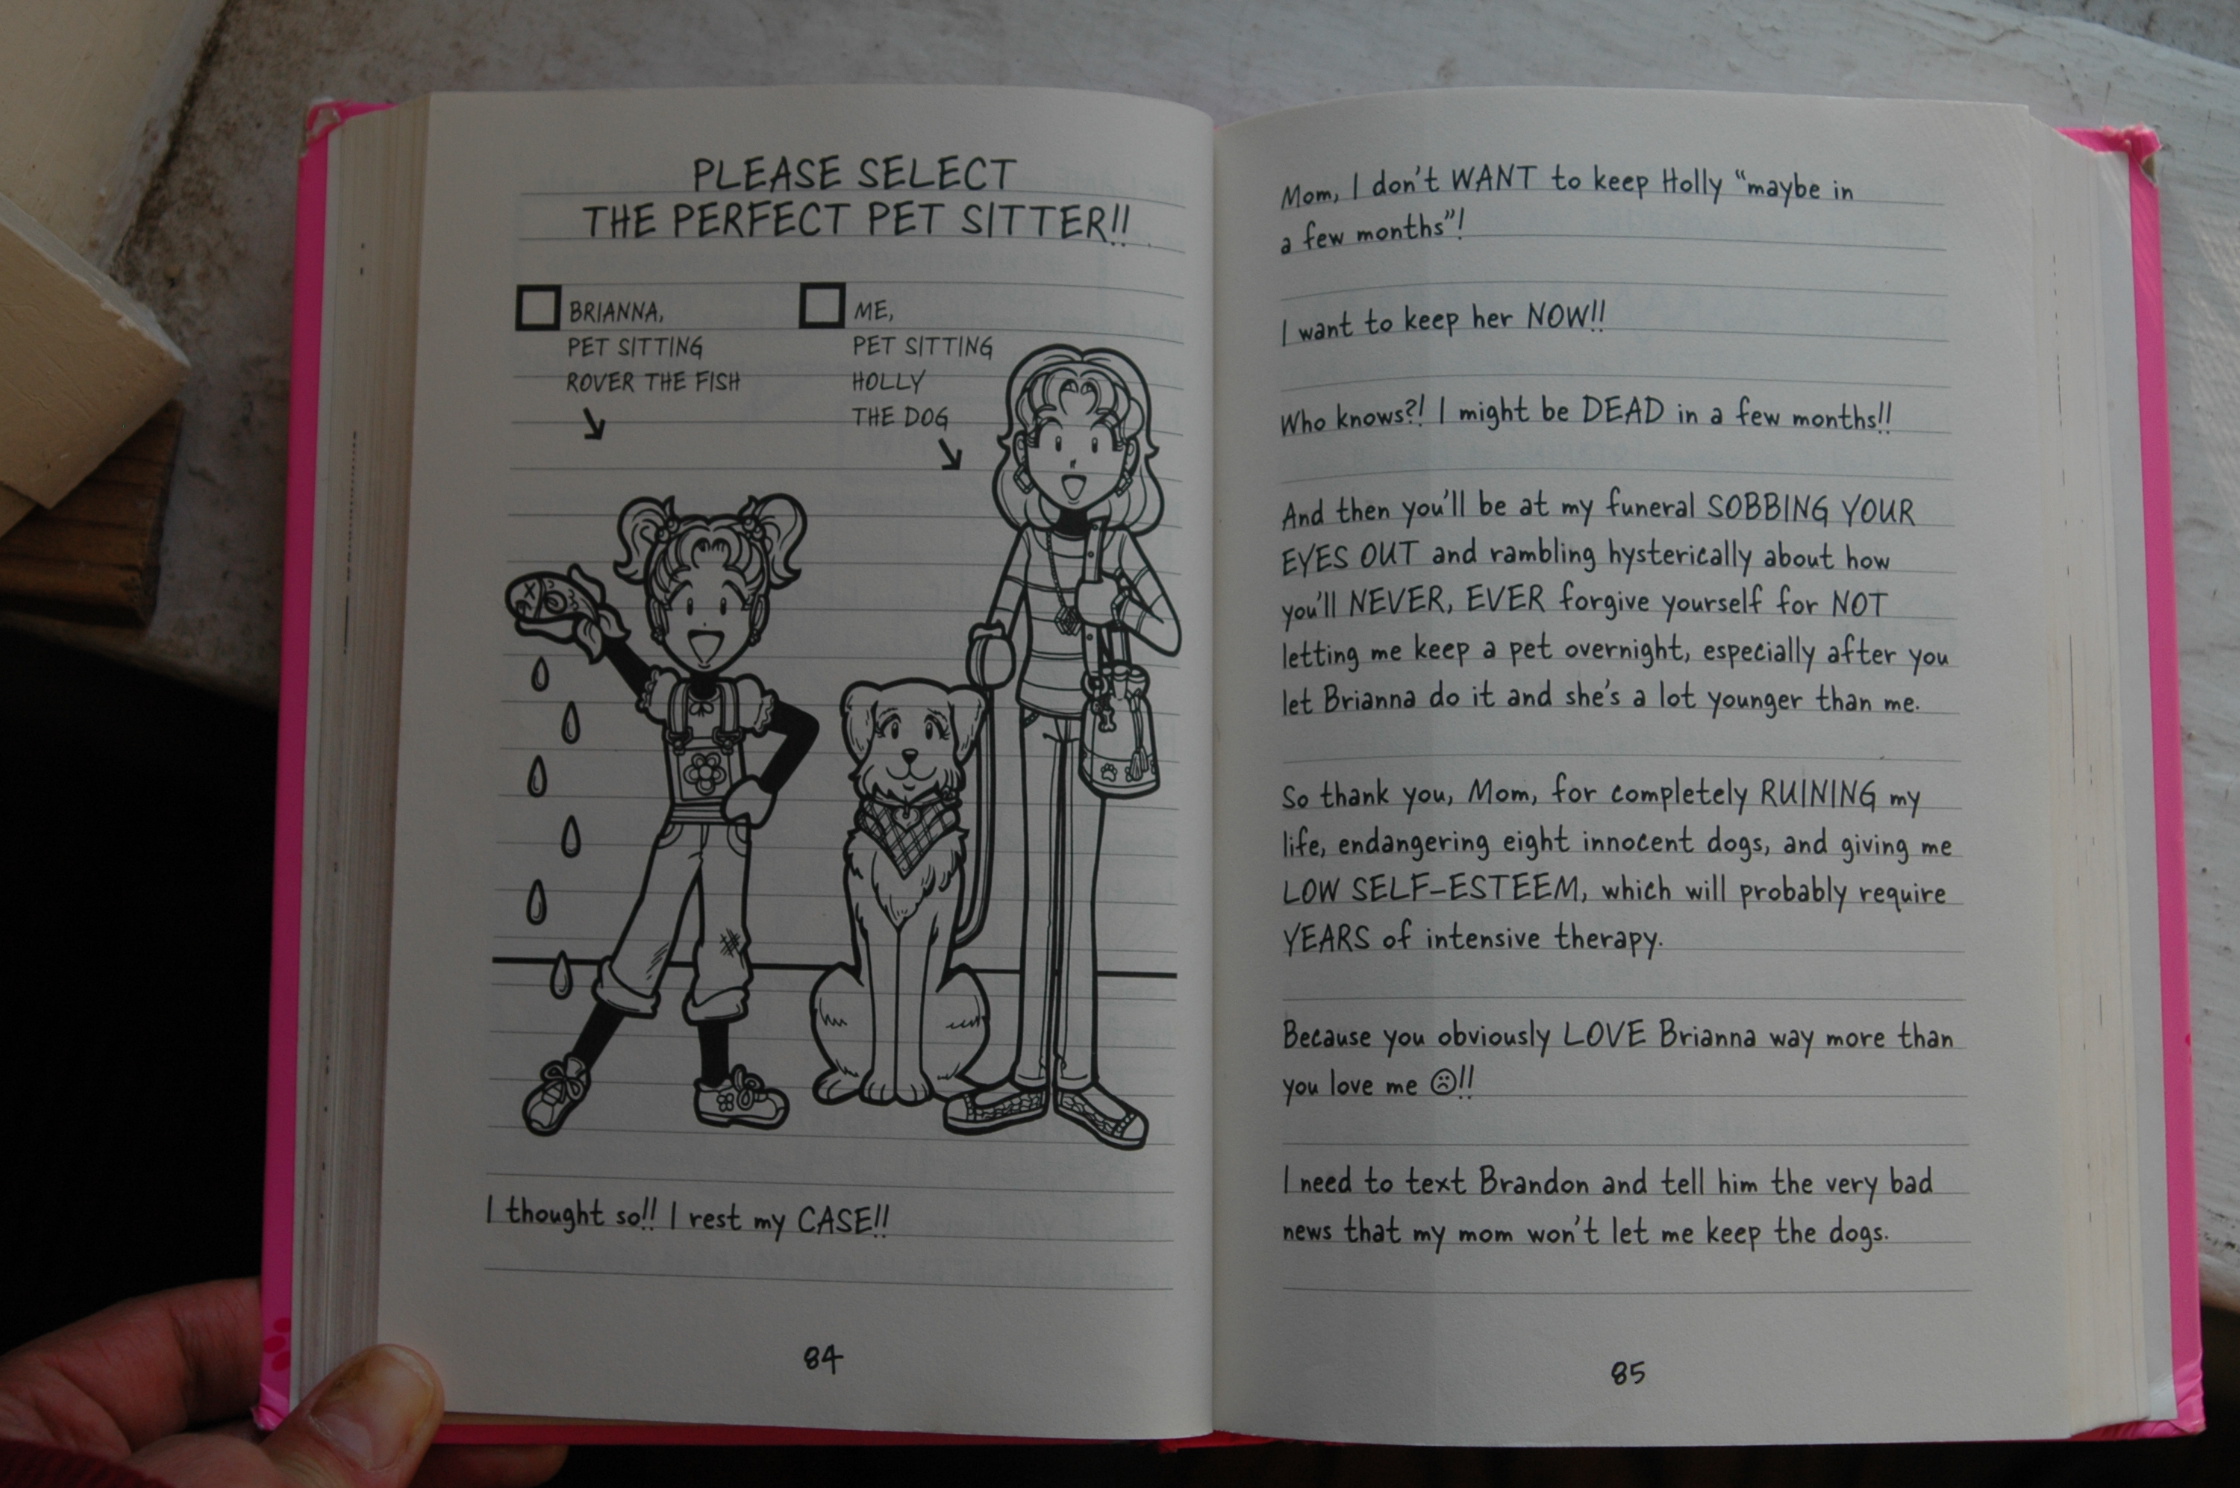 PLEASE SELECT
THE PERFECT PET SITTER!!
BRIANNA,
PET SITTING
ROVER THE FISH
ME,
PET SITTING
HOLLY
THE DOG
I thought so!! I rest my CASE!!
84
Mom, I don't WANT to keep Holly "maybe in
a few months"!
I want to keep her NOW!!
Who knows?! I might be DEAD in a few months!!
And then you'll be at my funeral SOBBING YOUR
EYES OUT and rambling hysterically about how
you'll NEVER, EVER forgive yourself for NOT
letting me keep a pet overnight, especially after you
let Brianna do it and she's a lot younger than me.
So thank you, Mom, for completely RUINING my
life, endangering eight innocent dogs, and giving me
LOW SELF-ESTEEM, which will probably require
YEARS of intensive therapy.
Because you obviously LOVE Brianna way more than
you love me ☹!!
I need to text Brandon and tell him the very bad
news that my mom won't let me keep the dogs.
85